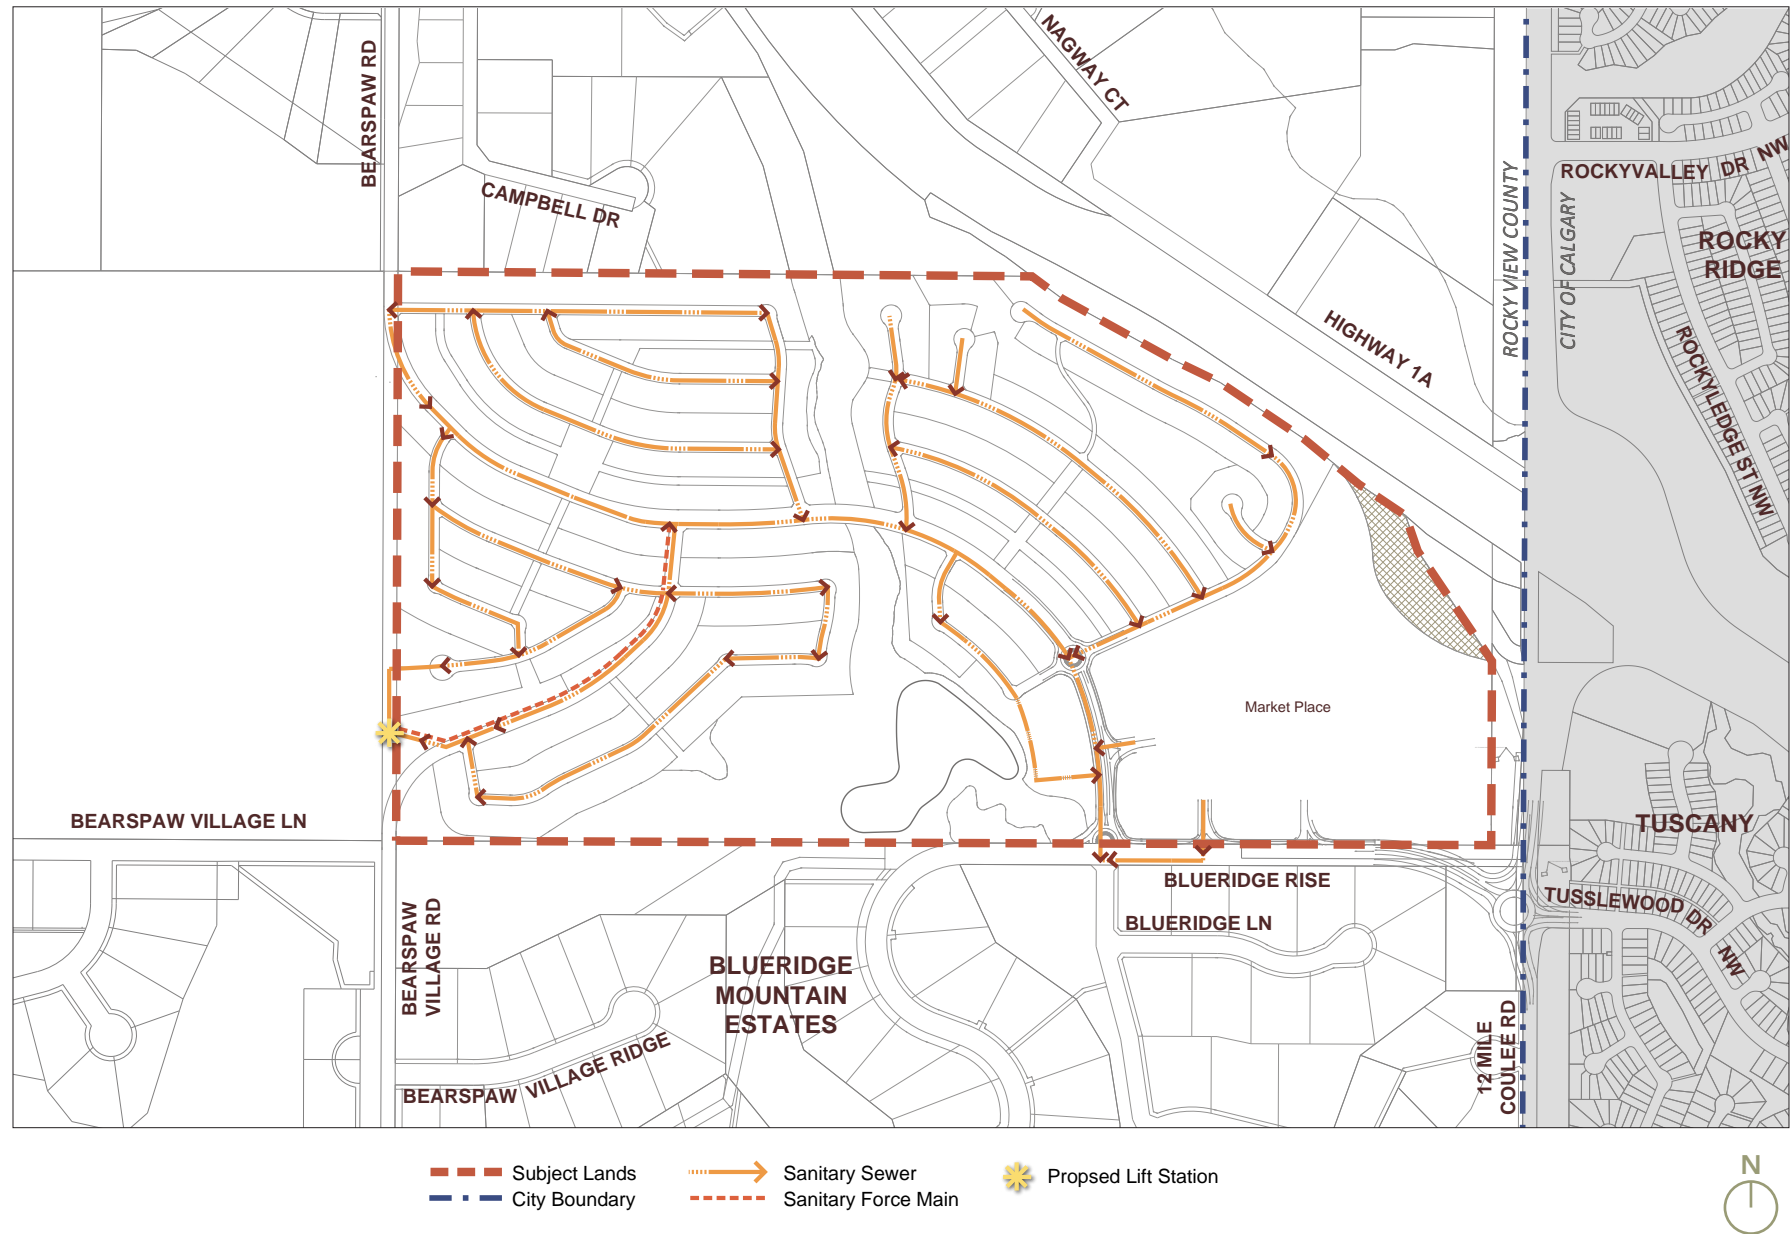 BEARSPAW RD
NAGWAY CT
CAMPBELL DR
ROCKYVALLEY DR NW
ROCKY VIEW COUNTY
CITY OF CALGARY
ROCKY
RIDGE
HIGHWAY 1A
ROCKYLEDGE ST NW
Market Place
BEARSPAW VILLAGE LN
TUSCANY
BLUERIDGE RISE
TUSSLEWOOD DR NW
BLUERIDGE LN
BEARSPAW
VILLAGE RD
BLUERIDGE
MOUNTAIN
ESTATES
12 MILE
COULEE RD
BEARSPAW VILLAGE RIDGE
Subject Lands
City Boundary
Sanitary Sewer
Sanitary Force Main
Propsed Lift Station
N